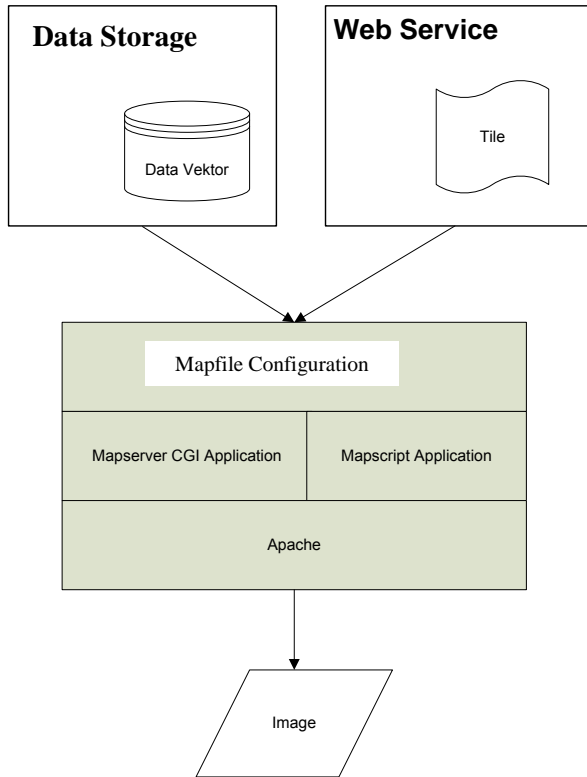 Data Storage
Web Service
Data Vektor
Tile
Mapfile Configuration
Mapserver CGI Application
Mapscript Application
Apache
Image